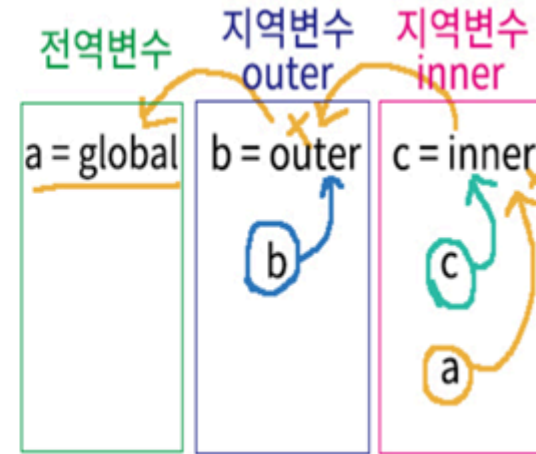 전역변수
지역변수
outer
지역변수
inner
a = global
b = outer
c = inner
b
c
a